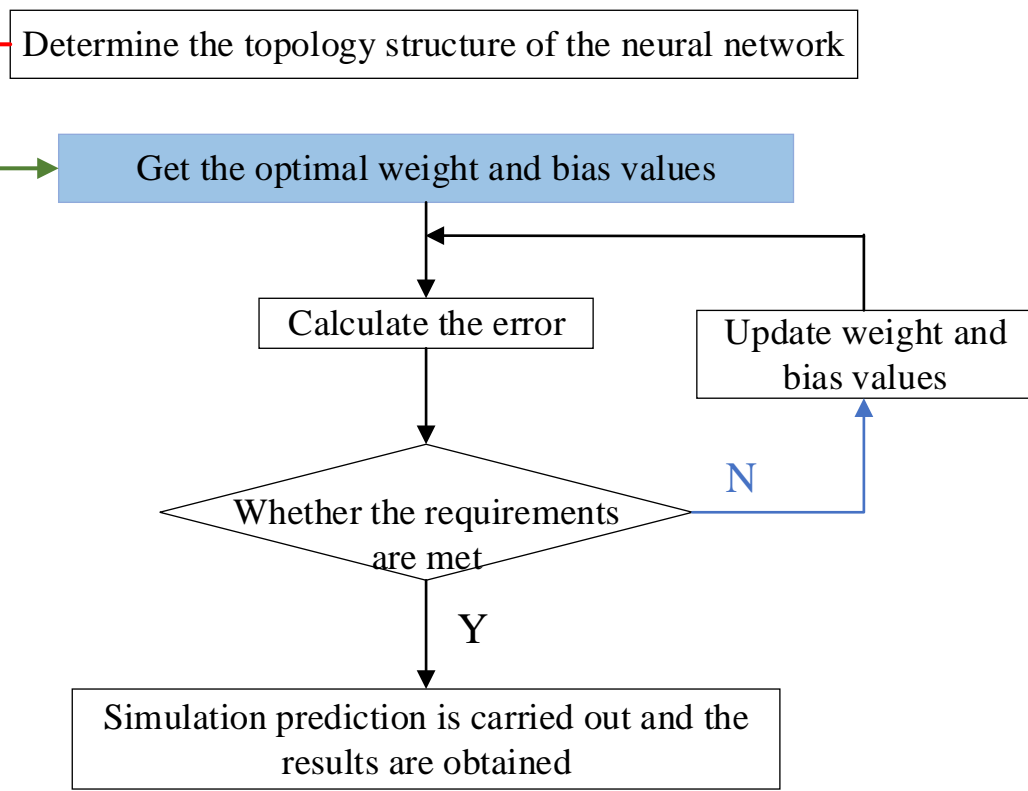 Determine the topology structure of the neural network
Get the optimal weight and bias values
Calculate the error
Update weight and
bias values
N
Whether the requirements
are met
Y
Simulation prediction is carried out and the
results are obtained